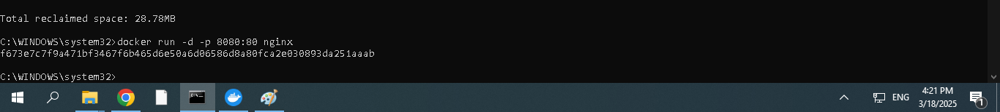 Total reclaimed space: 28.78MB
C:\WINDOWS\system32>docker run -d -p 8080:80 nginx
f673e7c7f9a471bf3467f6b465d6e50a6d06586d8a80fca2e030893da251aaab
C:\WINDOWS\system32>
ENG
4:21 PM
3/18/2025
1